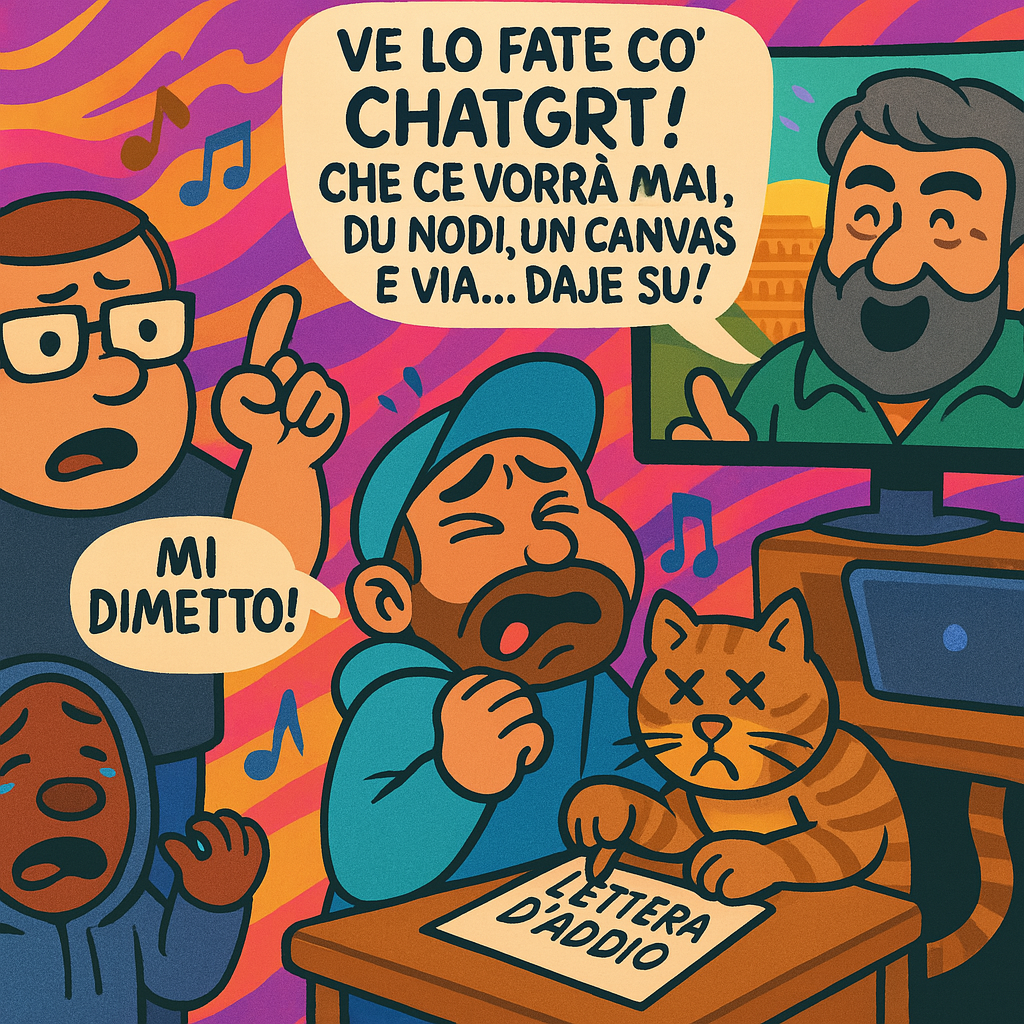 VE LO FATE CO'
CHATGRT!
CHE CE VORRÀ MAI,
DU NODI, UN CANVAS
E VIA... DAJE SU!
MI
DIMETTO!
LETTERA
D'ADDIO